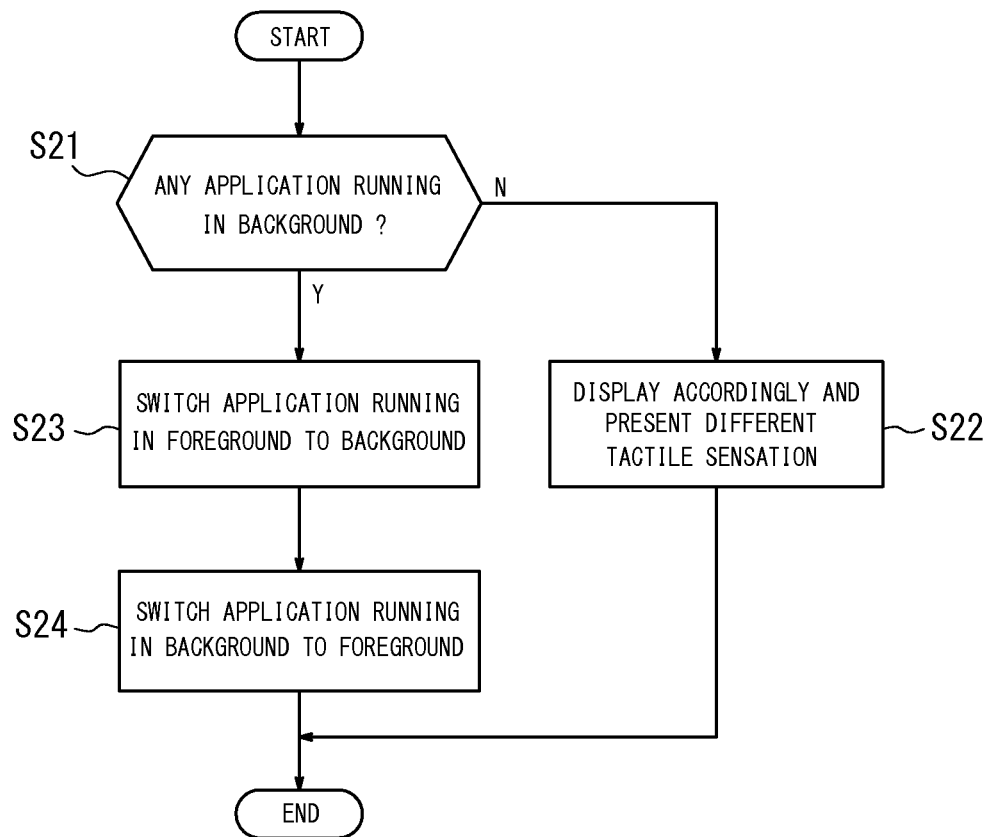 START
S21
ANY APPLICATION RUNNING
IN BACKGROUND ?
N
Y
S23
SWITCH APPLICATION RUNNING
IN FOREGROUND TO BACKGROUND
DISPLAY ACCORDINGLY AND
PRESENT DIFFERENT
TACTILE SENSATION
S22
S24
SWITCH APPLICATION RUNNING
IN BACKGROUND TO FOREGROUND
END